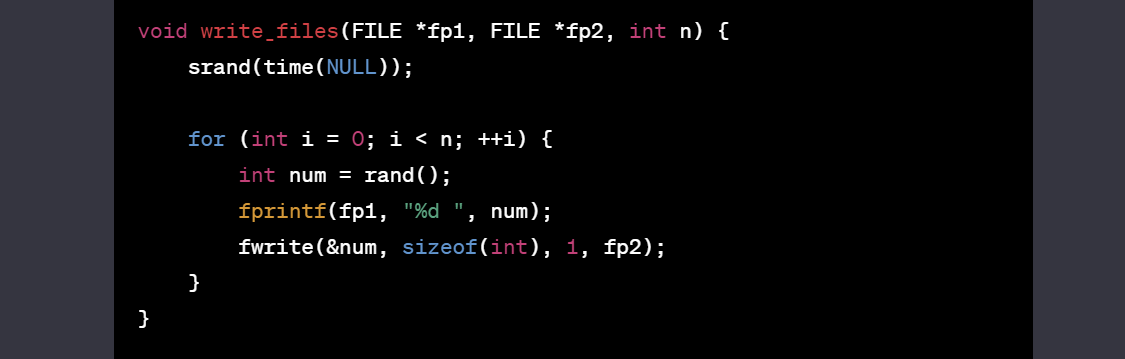 void write_files(FILE *fp1, FILE *fp2, int n) {
    srand(time(NULL));
    for (int i = 0; i < n; ++i) {
        int num = rand();
        fprintf(fp1, "%d ", num);
        fwrite(&num, sizeof(int), 1, fp2);
    }
}